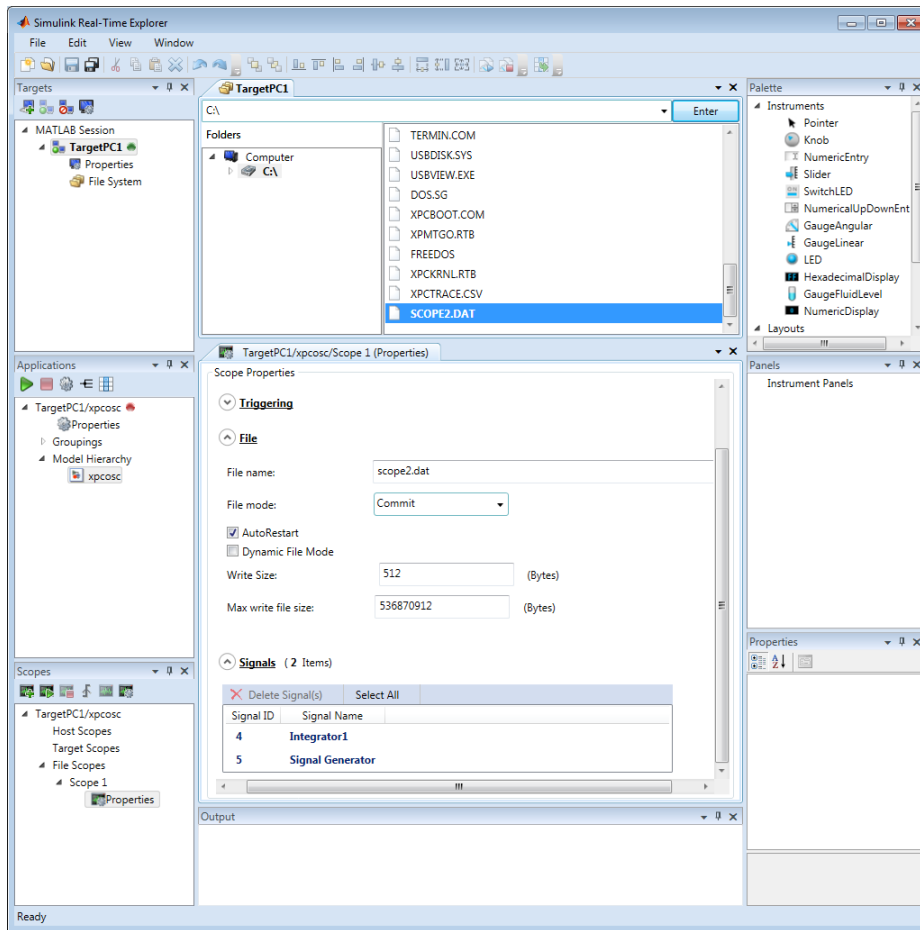 Simulink Real-Time Explorer
File Edit View Window
Targets
MATLAB Session
TargetPC1
Properties
File System
TargetPC1
C:\ Enter
Folders
Computer
C:\
TERMIN.COM
USBDISK.SYS
USBVIEW.EXE
DOS.SG
XPCBOOT.COM
XPMTGO.RTB
FREEDOS
XPCKRNL.RTB
XPCTRACE.CSV
SCOPE2.DAT
Palette
Instruments
Pointer
Knob
NumericEntry
Slider
SwitchLED
NumericalUpDownEnt
GaugeAngular
GaugeLinear
LED
HexadecimalDisplay
GaugeFluidLevel
NumericDisplay
Layouts
Applications
TargetPC1/xpcosc
Properties
Groupings
Model Hierarchy
xpcosc
TargetPC1/xpcosc/Scope 1 (Properties)
Scope Properties
Triggering
File
File name: scope2.dat
File mode: Commit
AutoRestart
Dynamic File Mode
Write Size: 512 (Bytes)
Max write file size: 536870912 (Bytes)
Signals ( 2 Items)
Delete Signal(s) Select All
Signal ID Signal Name
4 Integrator1
5 Signal Generator
Panels
Instrument Panels
Properties
Scopes
TargetPC1/xpcosc
Host Scopes
Target Scopes
File Scopes
Scope 1
Properties
Output
Ready